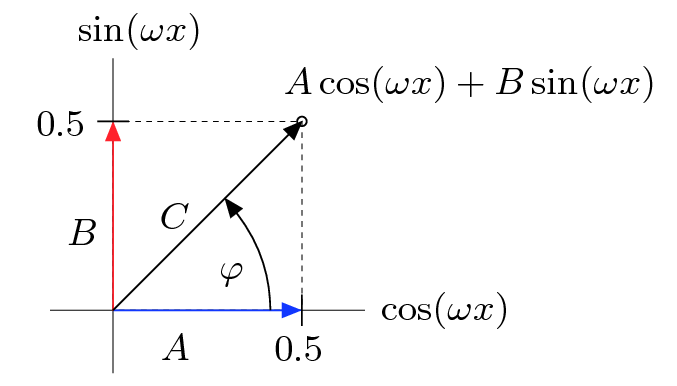 sin(ωx)
A cos(ωx) + B sin(ωx)
0.5
B
C
φ
cos(ωx)
A
0.5